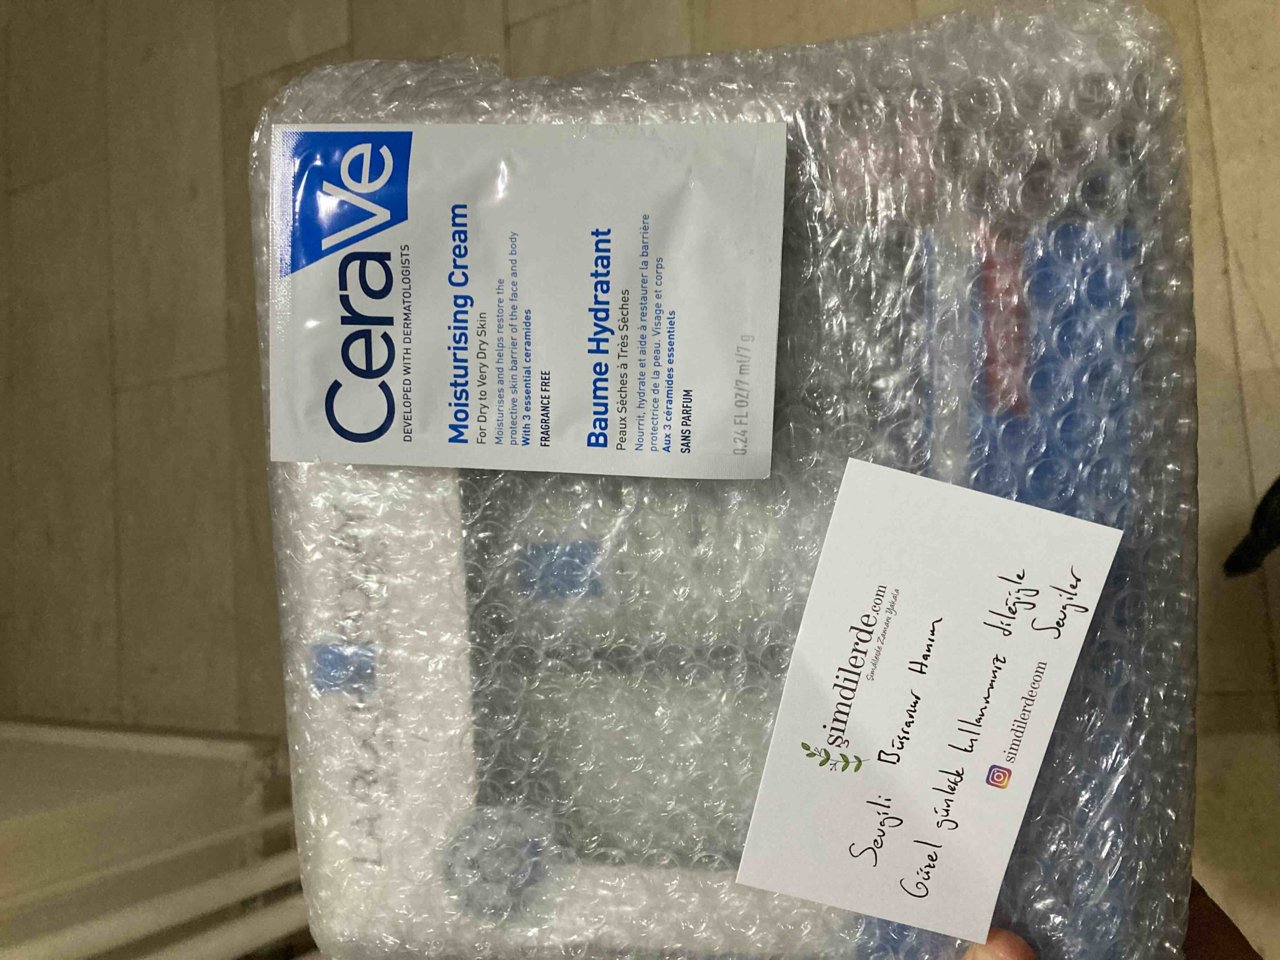 CeraVe
DEVELOPED WITH DERMATOLOGISTS
Moisturising Cream
For Dry to Very Dry Skin
Moisturises and helps restore the
protective skin barrier of the face and body
With 3 essential ceramides
FRAGRANCE FREE
Baume Hydratant
Peaux Sèches à Très Sèches
Nourrit, hydrate et aide à restaurer la barrière
protectrice de la peau. Visage et corps
Aux 3 céramides essentiels
SANS PARFUM
0.24 FL OZ/7 ml/7 g
şimdilerde.com
Şimdilerde Zamanı Yakala
Sevgili Büşranur Hanım
Güzel günlerde kullanmanız dileğiyle
Sevgiler
simdilerdecom